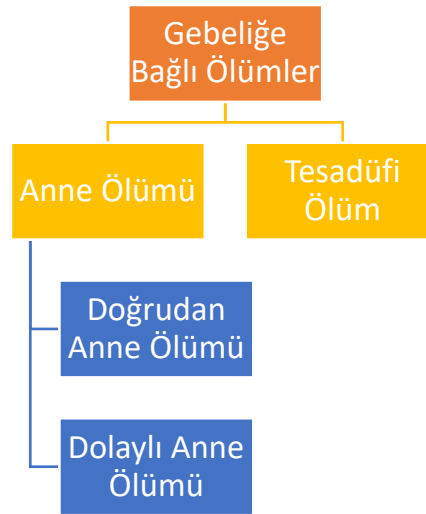 Gebeliğe
Bağlı Ölümler
Anne Ölümü
Tesadüfi
Ölüm
Doğrudan
Anne Ölümü
Dolaylı Anne
Ölümü